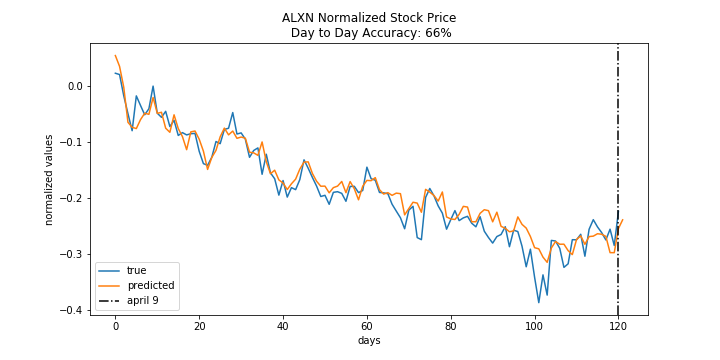 ALXN Normalized Stock Price
Day to Day Accuracy: 66%
normalized values
0.0
−0.1
−0.2
−0.3
−0.4
true
predicted
april 9
0
20
40
60
80
100
120
days